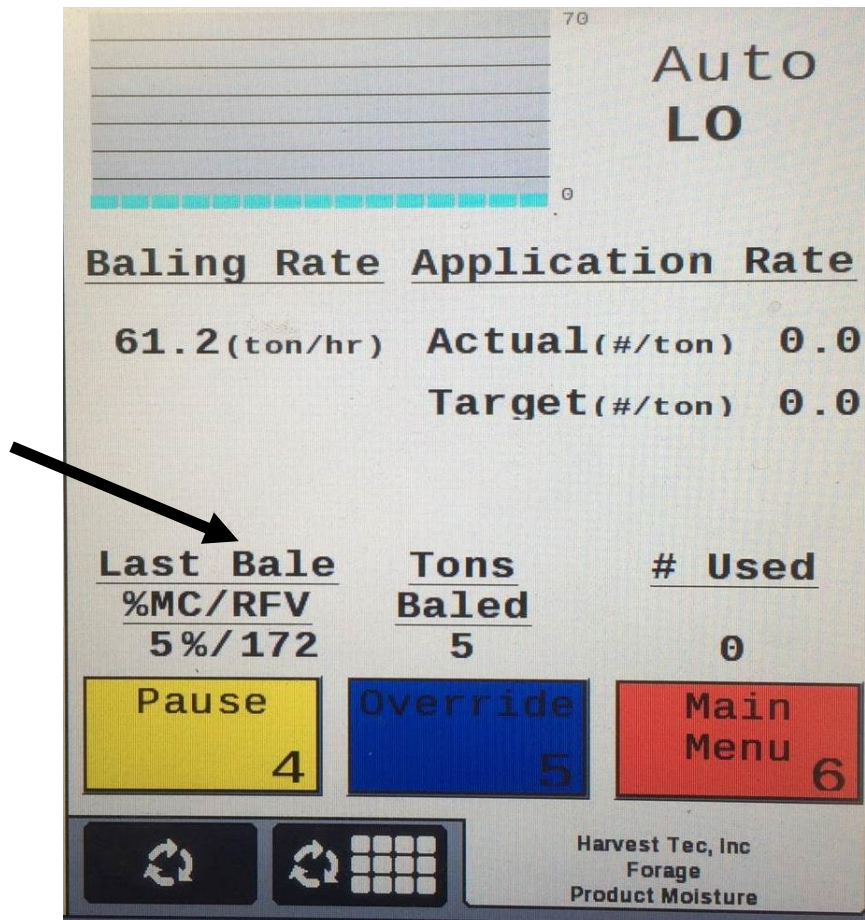 70
Auto
LO
0
Baling Rate Application Rate
61.2(ton/hr) Actual(#/ton) 0.0
Target(#/ton) 0.0
Last Bale Tons # Used
%MC/RFV Baled
5%/172 5 0
Pause Override Main
Menu
4 5 6
Harvest Tec, Inc
Forage
Product Moisture